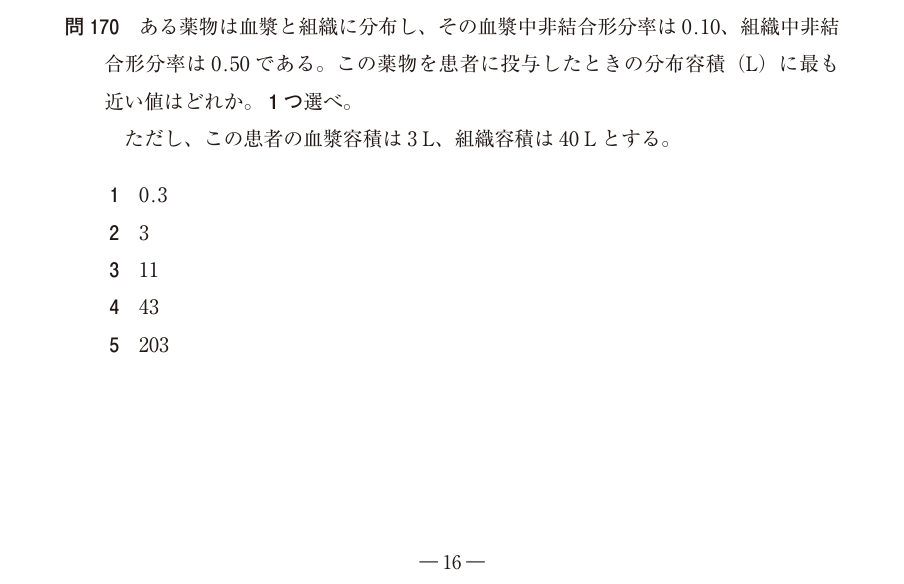 問 170　ある薬物は血漿と組織に分布し、その血漿中非結合形分率は 0.10、組織中非結
合形分率は 0.50 である。この薬物を患者に投与したときの分布容積（L）に最も
近い値はどれか。1つ選べ。
ただし、この患者の血漿容積は 3 L、組織容積は 40 L とする。
1　0.3
2　3
3　11
4　43
5　203
― 16 ―